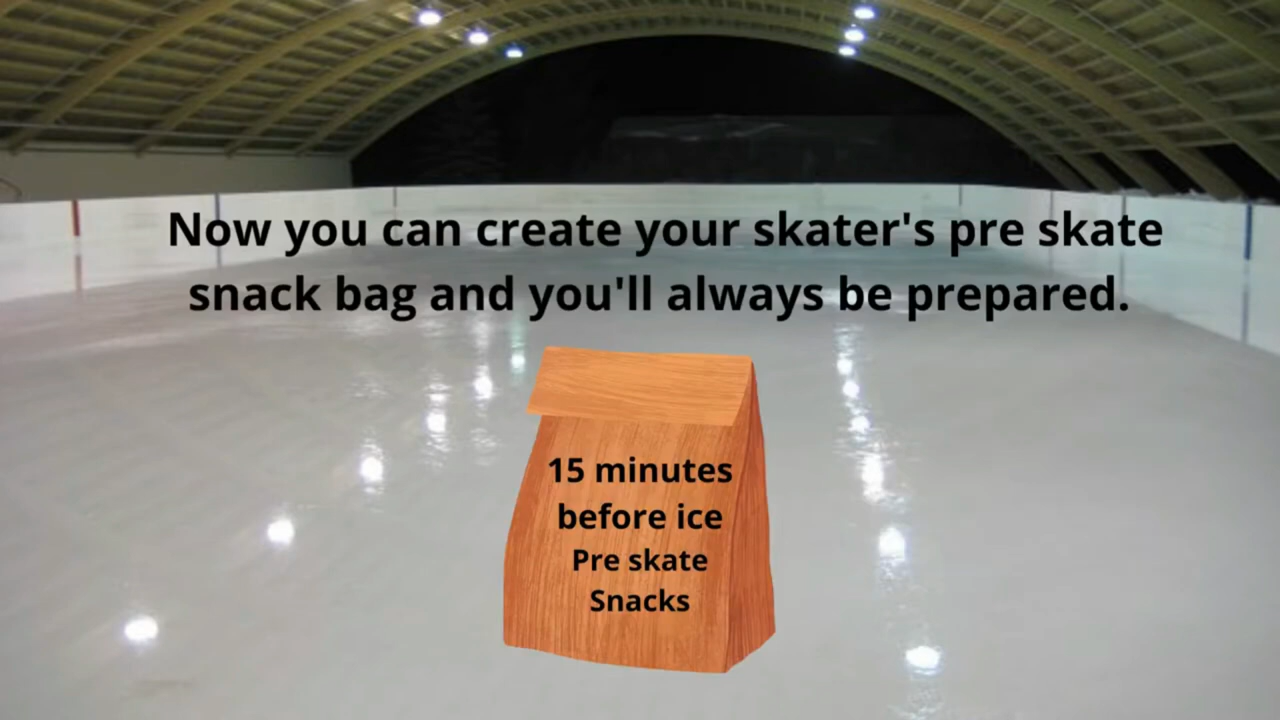 Now you can create your skater's pre skate
snack bag and you'll always be prepared.
15 minutes
before ice
Pre skate
Snacks